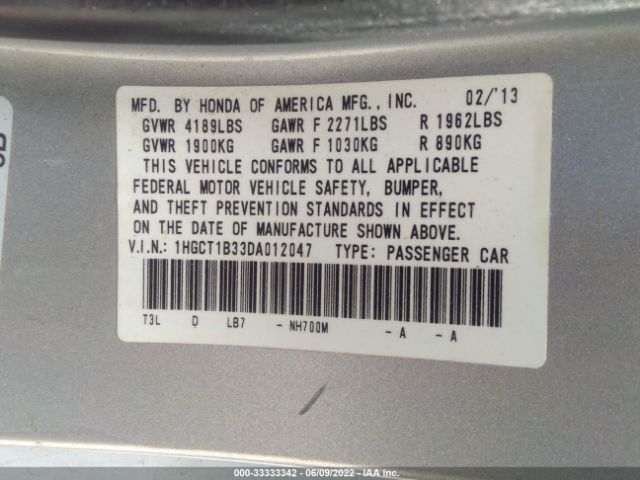 MFD. BY HONDA OF AMERICA MFG., INC. 02/'13
GVWR 4189LBS GAWR F 2271LBS R 1962LBS
GVWR 1900KG GAWR F 1030KG R 890KG
THIS VEHICLE CONFORMS TO ALL APPLICABLE
FEDERAL MOTOR VEHICLE SAFETY, BUMPER,
AND THEFT PREVENTION STANDARDS IN EFFECT
ON THE DATE OF MANUFACTURE SHOWN ABOVE.
V.I.N.: 1HGCT1B33DA012047 TYPE: PASSENGER CAR
T3L D LB7 - NH700M - A - A
000-33333342 - 06/09/2022 - IAA Inc.